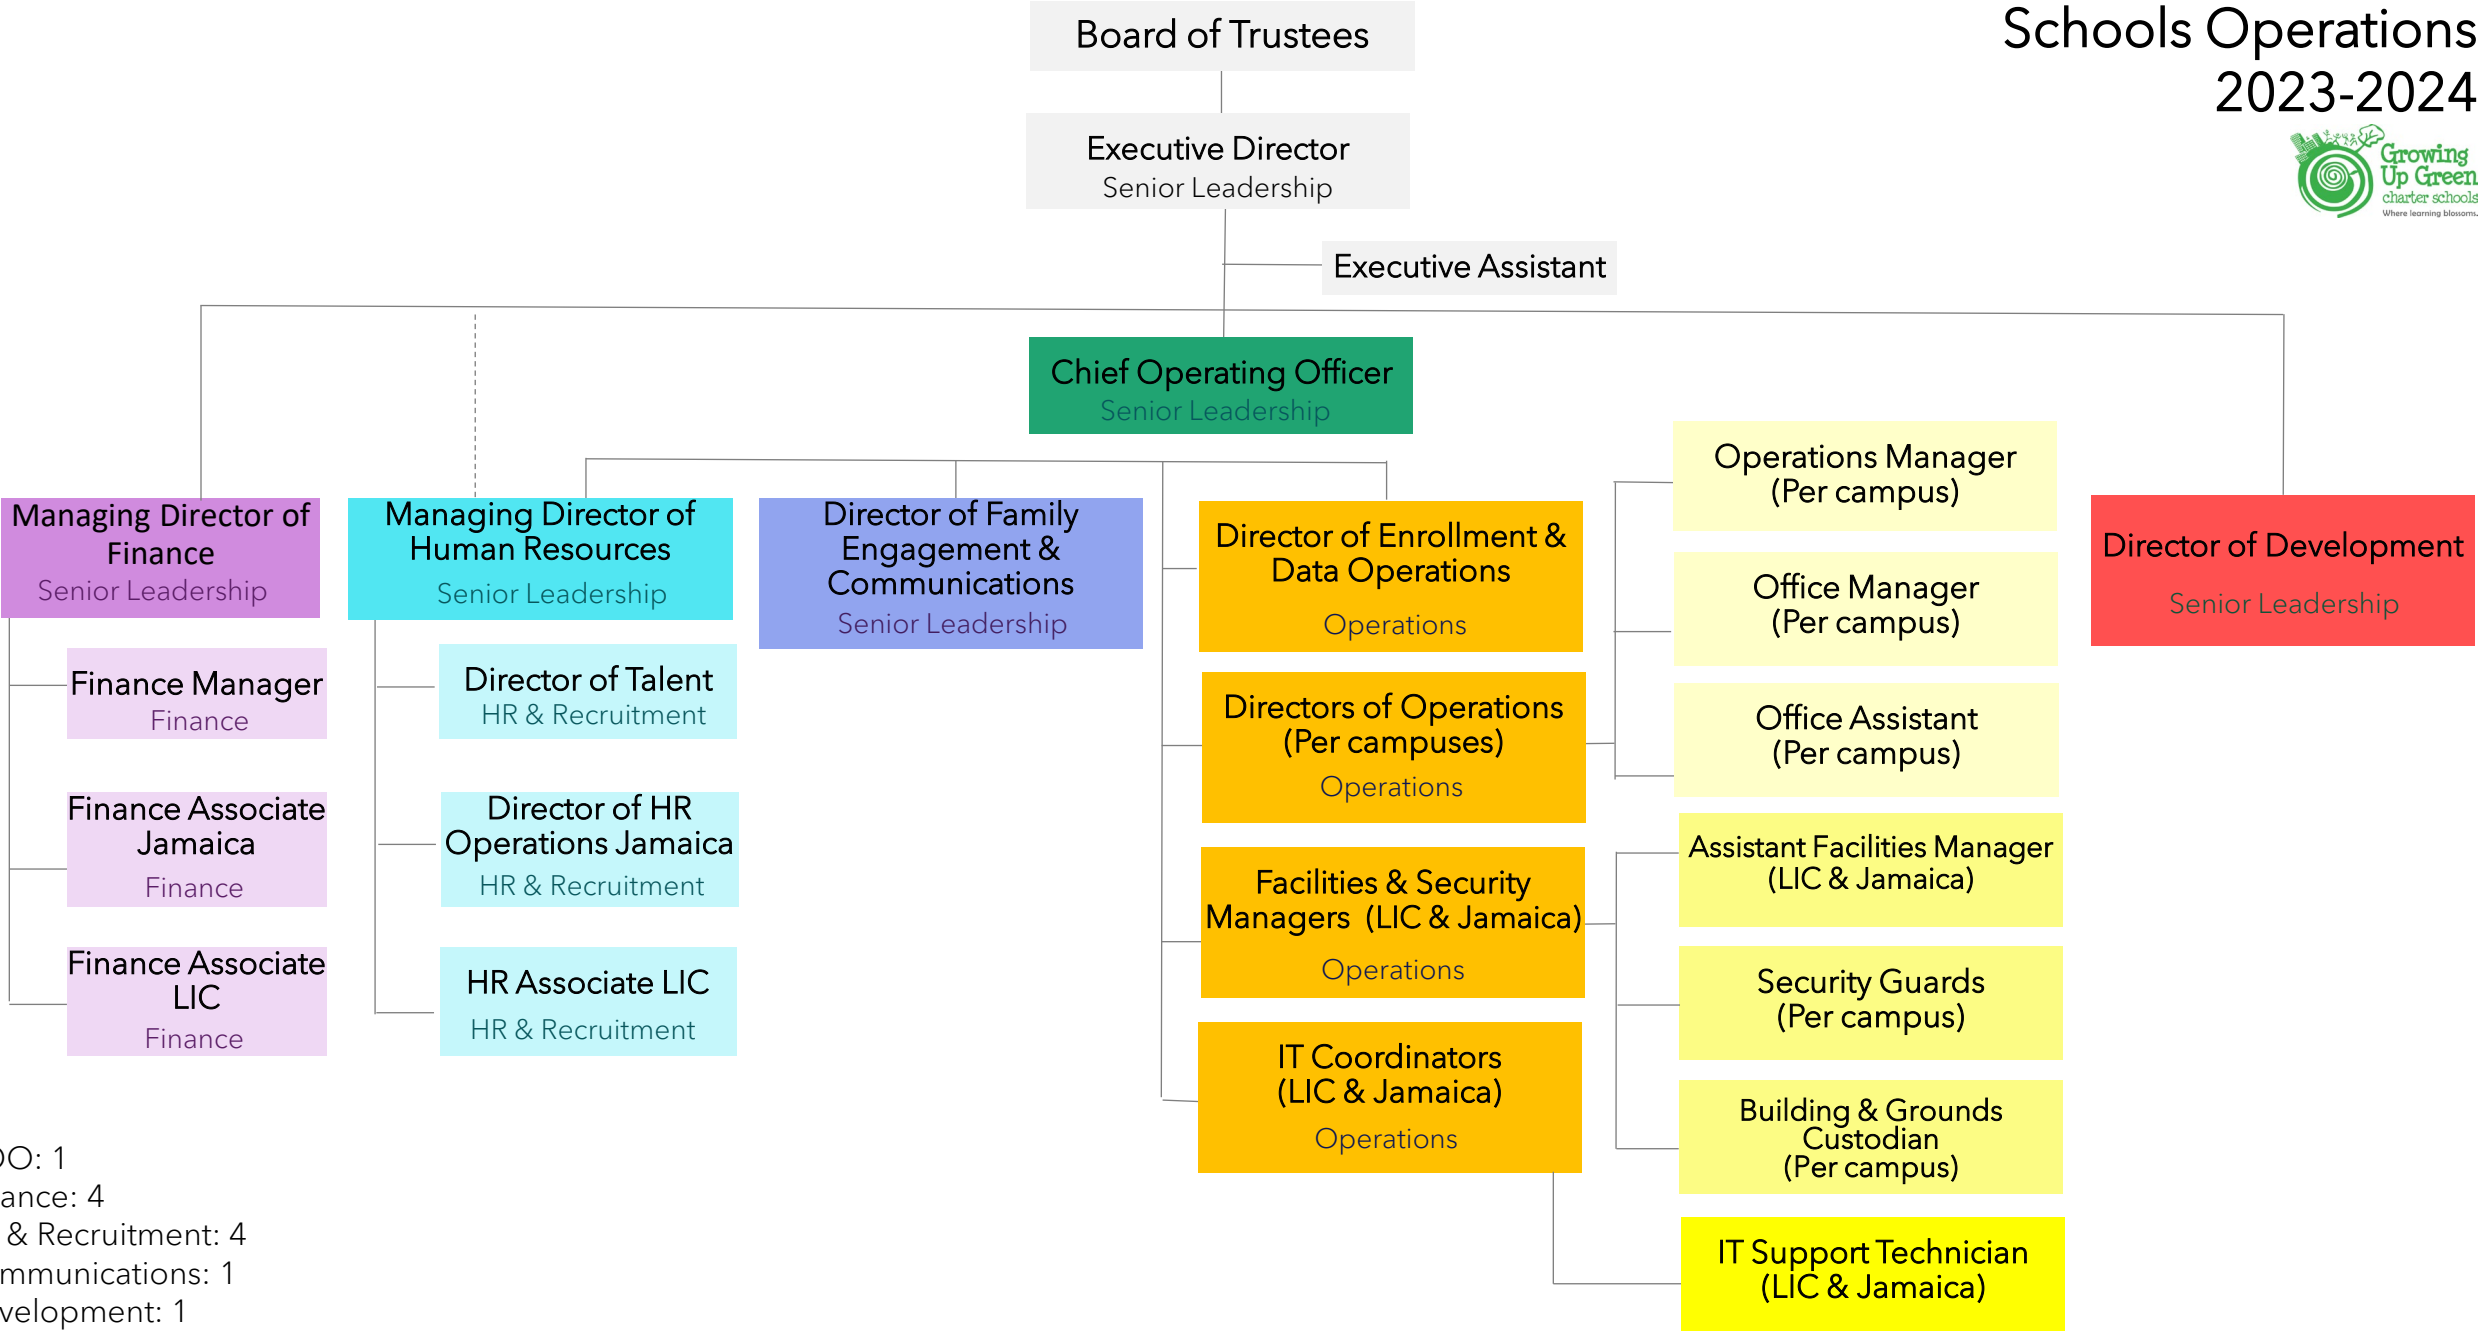 Schools Operations
2023-2024
Growing
Up Green
charter schools
Where learning blossoms.
Board of Trustees
Executive Director
Senior Leadership
Executive Assistant
Chief Operating Officer
Senior Leadership
Managing Director of
Finance
Senior Leadership
Finance Manager
Finance
Finance Associate
Jamaica
Finance
Finance Associate
LIC
Finance
Managing Director of
Human Resources
Senior Leadership
Director of Talent
HR & Recruitment
Director of HR
Operations Jamaica
HR & Recruitment
HR Associate LIC
HR & Recruitment
Director of Family
Engagement &
Communications
Senior Leadership
Director of Enrollment &
Data Operations
Operations
Directors of Operations
(Per campuses)
Operations
Facilities & Security
Managers (LIC & Jamaica)
Operations
IT Coordinators
(LIC & Jamaica)
Operations
Operations Manager
(Per campus)
Office Manager
(Per campus)
Office Assistant
(Per campus)
Assistant Facilities Manager
(LIC & Jamaica)
Security Guards
(Per campus)
Building & Grounds
Custodian
(Per campus)
IT Support Technician
(LIC & Jamaica)
Director of Development
Senior Leadership
OO: 1
ance: 4
& Recruitment: 4
mmunications: 1
velopment: 1